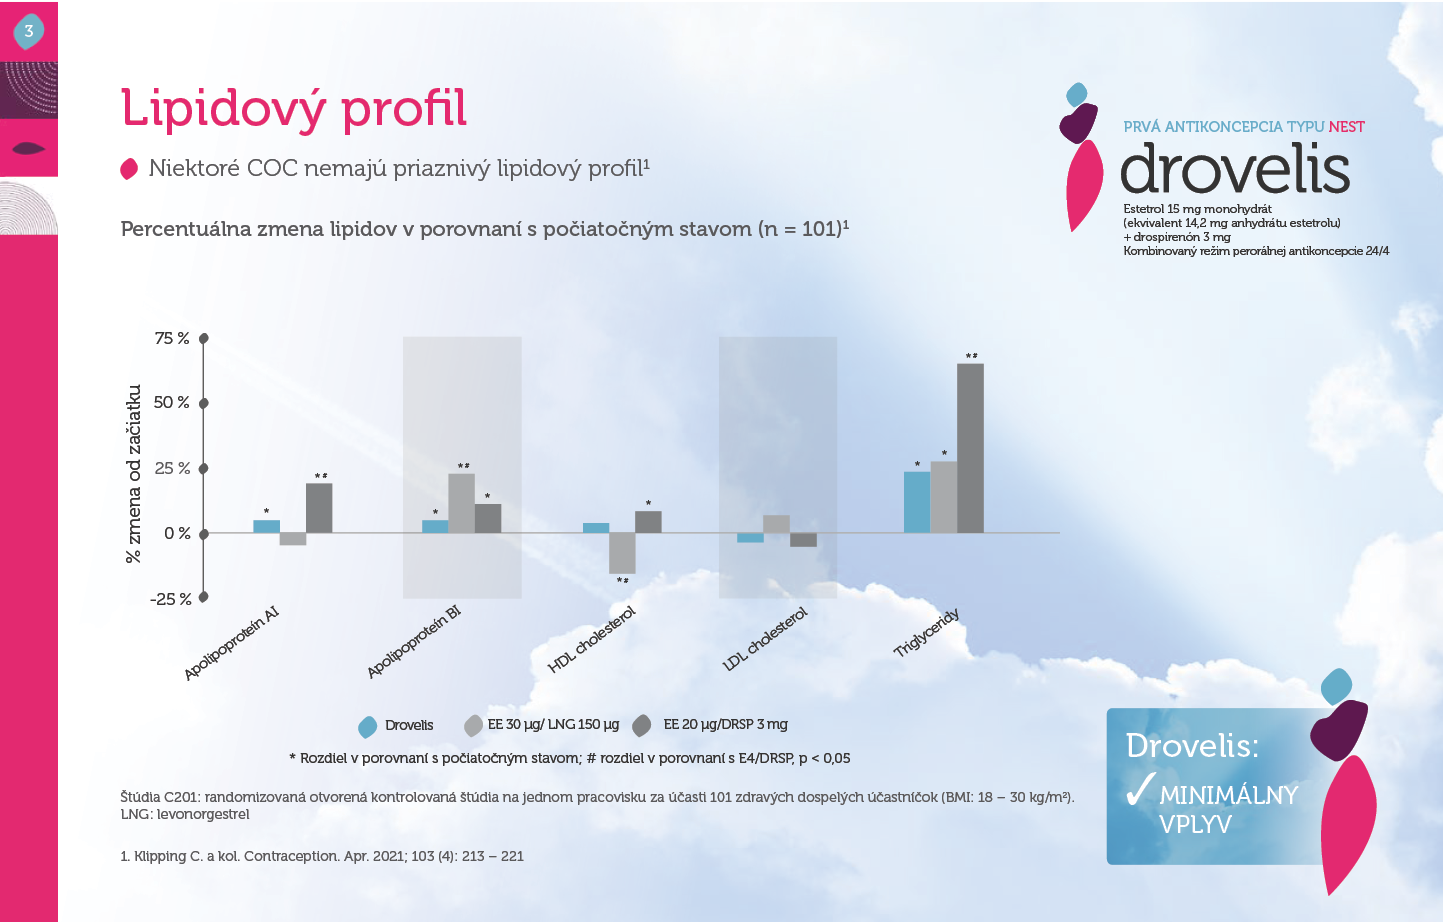 3
Lipidový profil
Niektoré COC nemajú priaznivý lipidový profil¹
Percentuálna zmena lipidov v porovnaní s počiatočným stavom (n = 101)¹
PRVÁ ANTIKONCEPCIA TYPU NEST
drovelis
Estetrol 15 mg monohydrát
(ekvivalent 14,2 mg anhydrátu estetrolu)
+ drospirenón 3 mg
Kombinovaný režim perorálnej antikoncepcie 24/4
% zmena od začiatku
75 %
50 %
25 %
0 %
-25 %
*
* #
*
* #
*
* #
*
*
*
* #
Apolipoproteín AI
Apolipoproteín BI
HDL cholesterol
LDL cholesterol
Triglyceridy
Drovelis
EE 30 µg/ LNG 150 µg
EE 20 µg/DRSP 3 mg
* Rozdiel v porovnaní s počiatočným stavom; # rozdiel v porovnaní s E4/DRSP, p < 0,05
Štúdia C201: randomizovaná otvorená kontrolovaná štúdia na jednom pracovisku za účasti 101 zdravých dospelých účastníčok (BMI: 18 – 30 kg/m²).
LNG: levonorgestrel
1. Klipping C. a kol. Contraception. Apr. 2021; 103 (4): 213 – 221
Drovelis:
✓ MINIMÁLNY
VPLYV